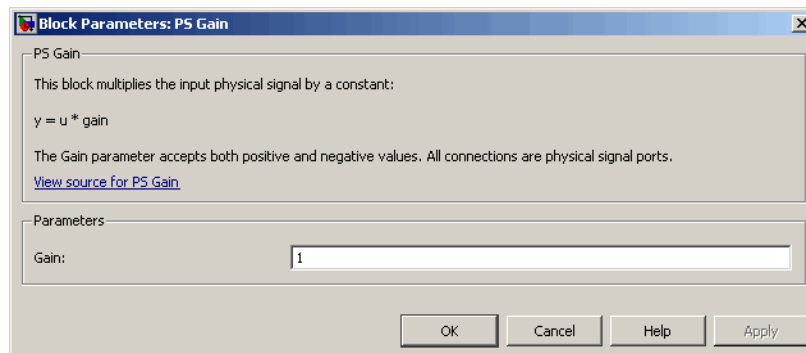 Block Parameters: PS Gain
PS Gain
This block multiplies the input physical signal by a constant:
y = u * gain
The Gain parameter accepts both positive and negative values. All connections are physical signal ports.
View source for PS Gain
Parameters
Gain: 1
OK Cancel Help Apply